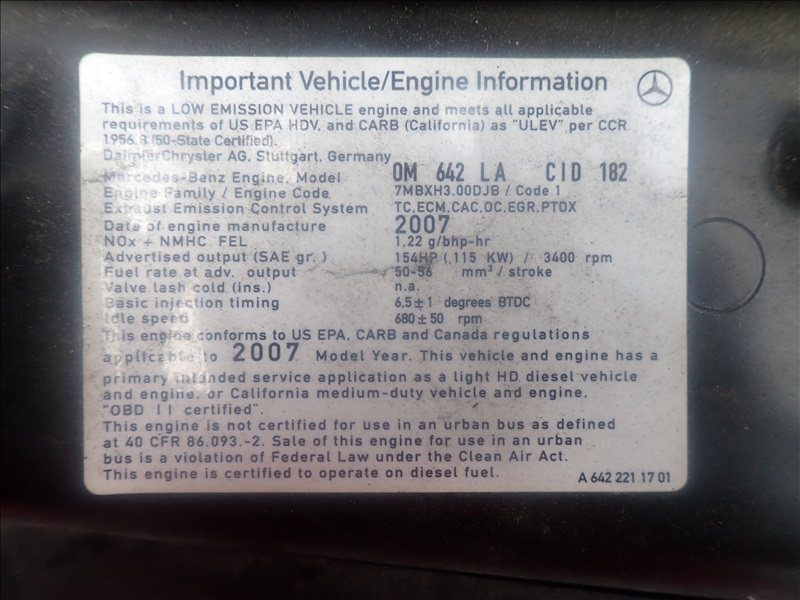 Important Vehicle/Engine Information
This is a LOW EMISSION VEHICLE engine and meets all applicable
requirements of US EPA HDV, and CARB (California) as "ULEV" per CCR
1956.8 (50-State Certified).
DaimlerChrysler AG, Stuttgart, Germany
Mercedes-Benz Engine, Model OM 642 LA CID 182
Engine Family / Engine Code 7MBXH3.00DJB / Code 1
Exhaust Emission Control System TC,ECM,CAC,OC,EGR,PTOX
Date of engine manufacture 2007
NOx + NMHC FEL 1,22 g/bhp-hr
Advertised output (SAE gr.) 154HP (.115 KW) / 3400 rpm
Fuel rate at adv. output 50-56 mm³/stroke
Valve lash cold (ins.) n.a.
Basic injection timing 6.5±1 degrees BTDC
Idle speed 680±50 rpm
This engine conforms to US EPA, CARB and Canada regulations
applicable to 2007 Model Year. This vehicle and engine has a
primary intended service application as a light HD diesel vehicle
and engine, or California medium-duty vehicle and engine,
"OBD II certified".
This engine is not certified for use in an urban bus as defined
at 40 CFR 86.093.-2. Sale of this engine for use in an urban
bus is a violation of Federal Law under the Clean Air Act.
This engine is certified to operate on diesel fuel.
A 642 221 17 01